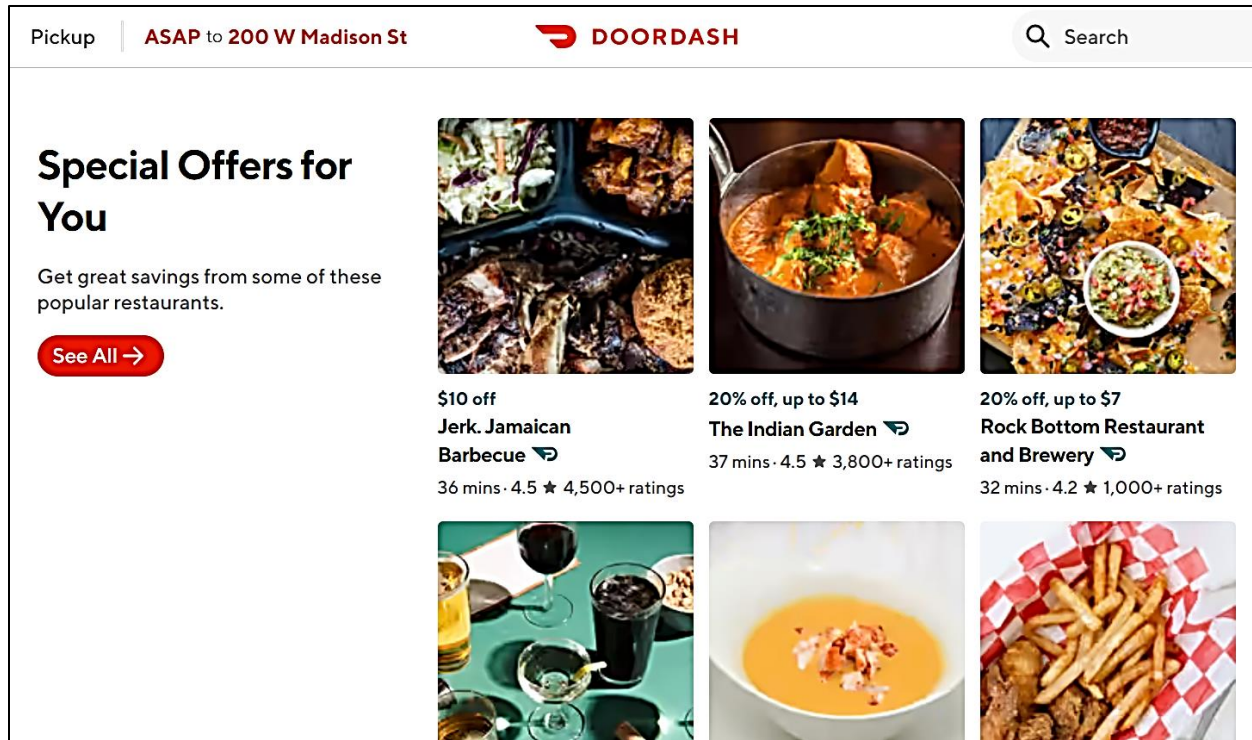 Pickup
ASAP to 200 W Madison St
DOORDASH
Search
Special Offers for
You
Get great savings from some of these
popular restaurants.
See All →
$10 off
Jerk. Jamaican
Barbecue
36 mins · 4.5 ★ 4,500+ ratings
20% off, up to $14
The Indian Garden
37 mins · 4.5 ★ 3,800+ ratings
20% off, up to $7
Rock Bottom Restaurant
and Brewery
32 mins · 4.2 ★ 1,000+ ratings